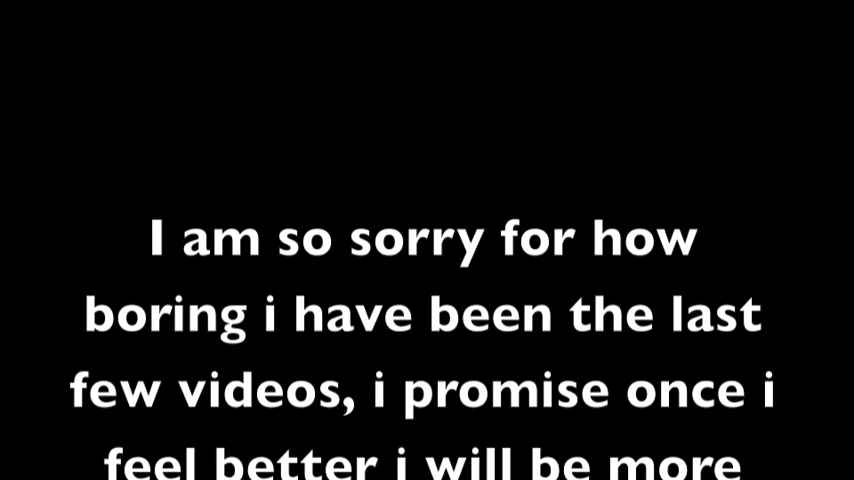 I am so sorry for how
boring i have been the last
few videos, i promise once i
feel better i will be more